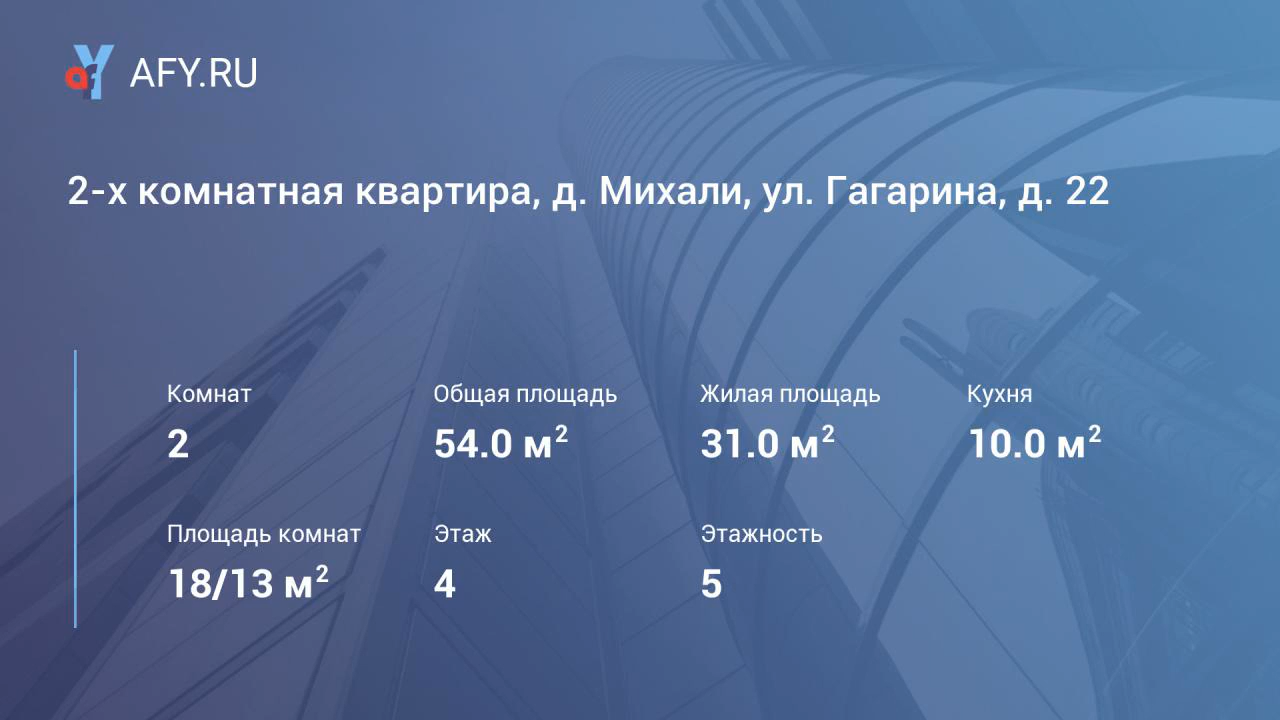 AFY.RU
2-х комнатная квартира, д. Михали, ул. Гагарина, д. 22
Комнат
2
Общая площадь
54.0 м²
Жилая площадь
31.0 м²
Кухня
10.0 м²
Площадь комнат
18/13 м²
Этаж
4
Этажность
5